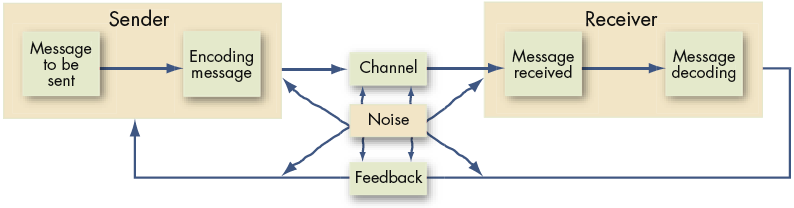 Sender
Receiver
Message
to be
sent
Encoding
message
Channel
Message
received
Message
decoding
Noise
Feedback